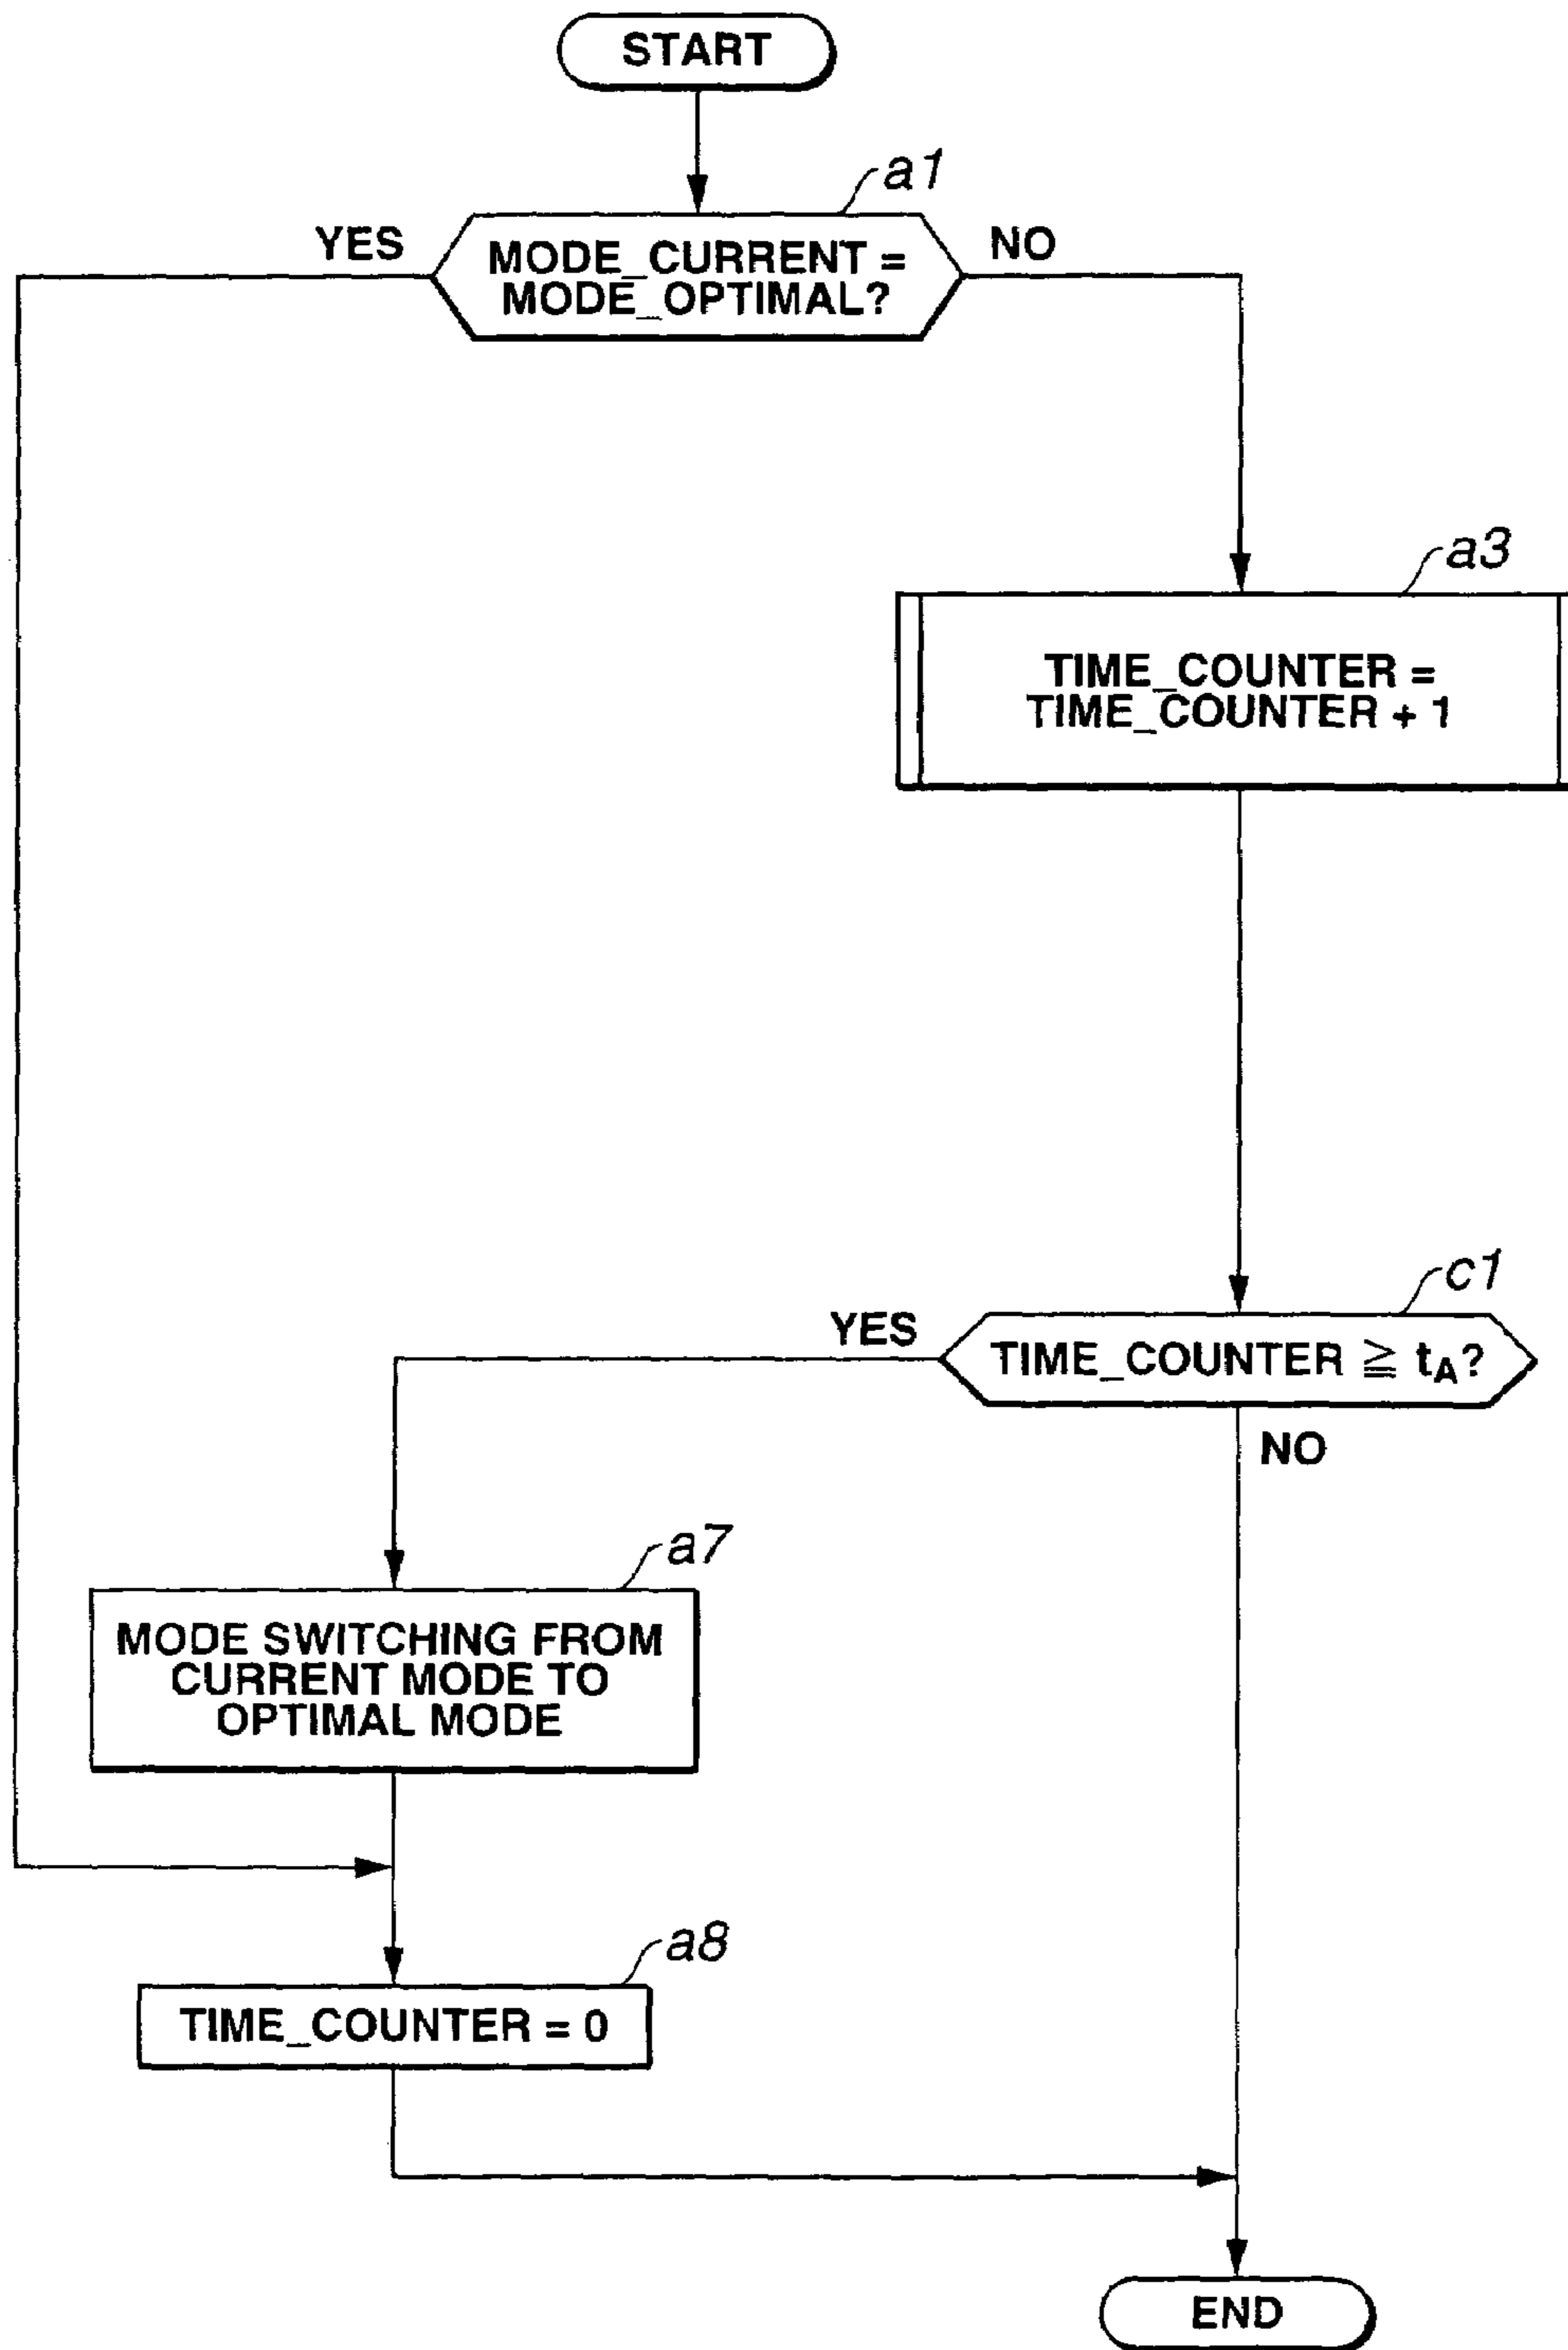 START
a1
YES
NO
MODE_CURRENT =
MODE_OPTIMAL?
a3
TIME_COUNTER =
TIME_COUNTER + 1
c1
YES
TIME_COUNTER ≧ tA?
NO
a7
MODE SWITCHING FROM
CURRENT MODE TO
OPTIMAL MODE
a8
TIME_COUNTER = 0
END